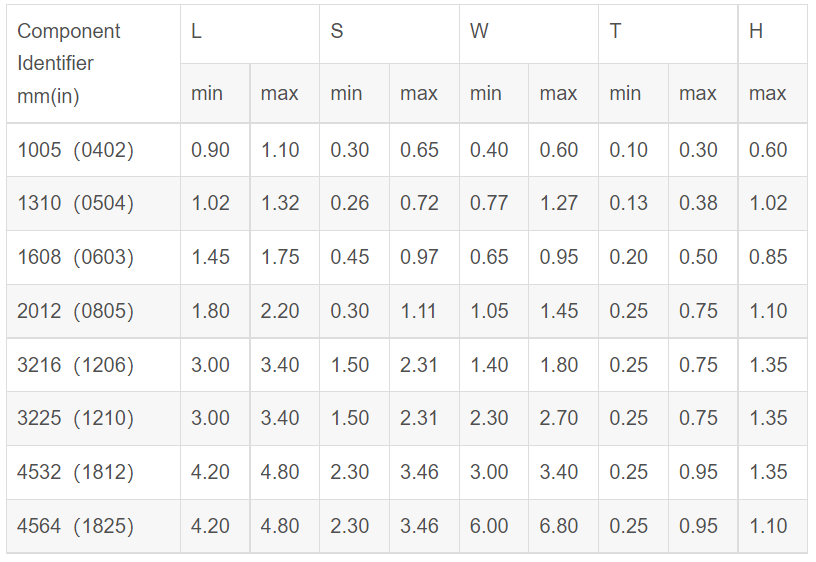 Component Identifier mm(in) L S W T H
min max min max min max min max max
1005 (0402) 0.90 1.10 0.30 0.65 0.40 0.60 0.10 0.30 0.60
1310 (0504) 1.02 1.32 0.26 0.72 0.77 1.27 0.13 0.38 1.02
1608 (0603) 1.45 1.75 0.45 0.97 0.65 0.95 0.20 0.50 0.85
2012 (0805) 1.80 2.20 0.30 1.11 1.05 1.45 0.25 0.75 1.10
3216 (1206) 3.00 3.40 1.50 2.31 1.40 1.80 0.25 0.75 1.35
3225 (1210) 3.00 3.40 1.50 2.31 2.30 2.70 0.25 0.75 1.35
4532 (1812) 4.20 4.80 2.30 3.46 3.00 3.40 0.25 0.95 1.35
4564 (1825) 4.20 4.80 2.30 3.46 6.00 6.80 0.25 0.95 1.10